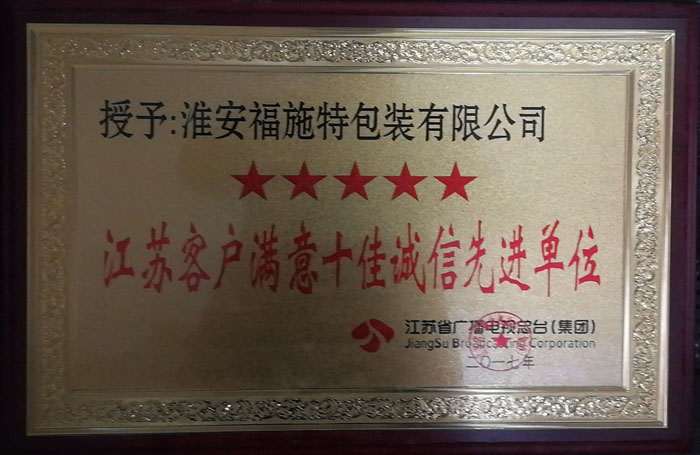 授予:淮安福施特包装有限公司
江苏客户满意十佳诚信先进单位
江苏省广播电视总台(集团)
JiangSu Broadcasting Corporation
二〇一七年